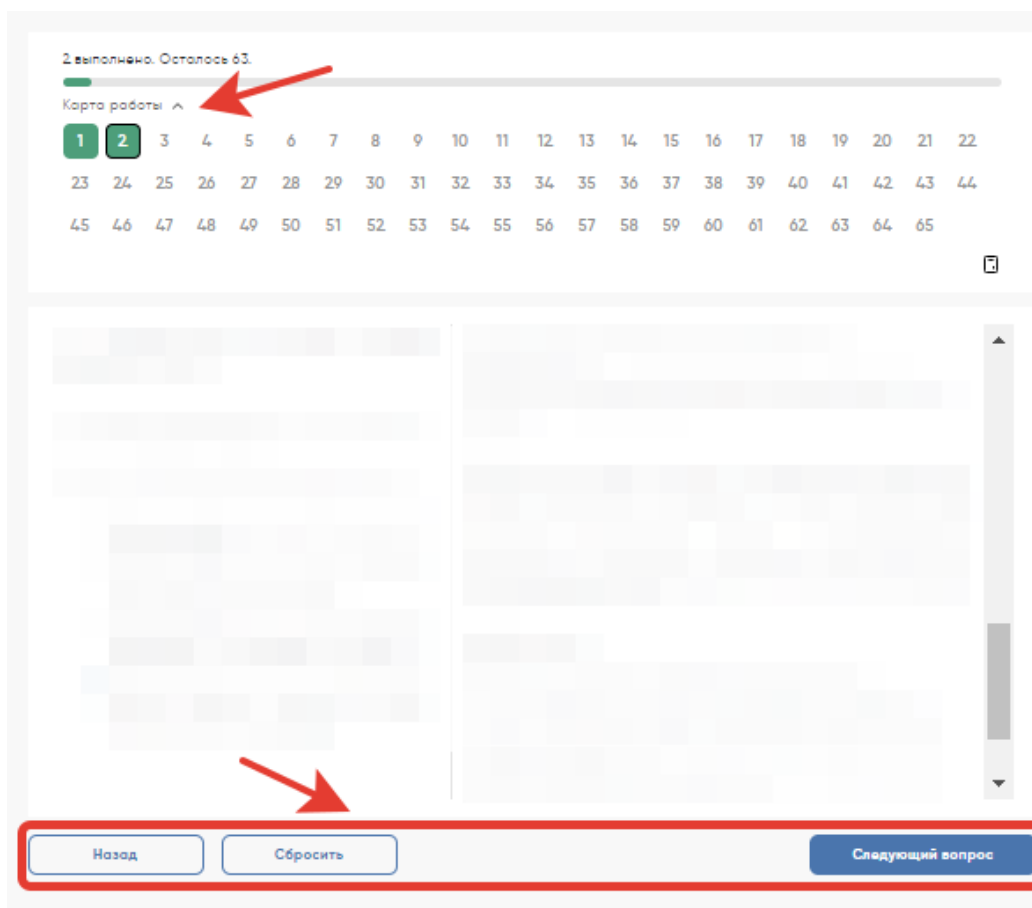 2 выполнено. Осталось 63.
Карта работы
1 2 3 4 5 6 7 8 9 10 11 12 13 14 15 16 17 18 19 20 21 22
23 24 25 26 27 28 29 30 31 32 33 34 35 36 37 38 39 40 41 42 43 44
45 46 47 48 49 50 51 52 53 54 55 56 57 58 59 60 61 62 63 64 65
Назад Сбросить Следующий вопрос